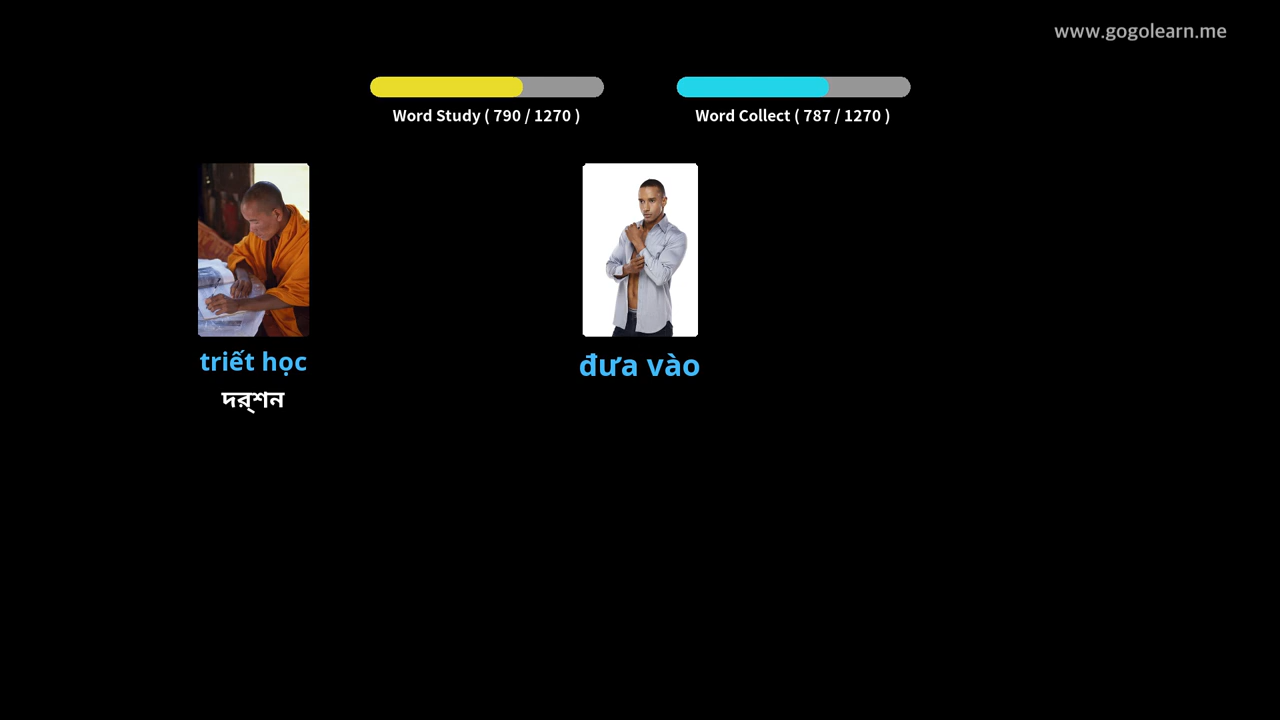 www.gogolearn.me
Word Study ( 790 / 1270 )
Word Collect ( 787 / 1270 )
triết học
দর্শন
đưa vào